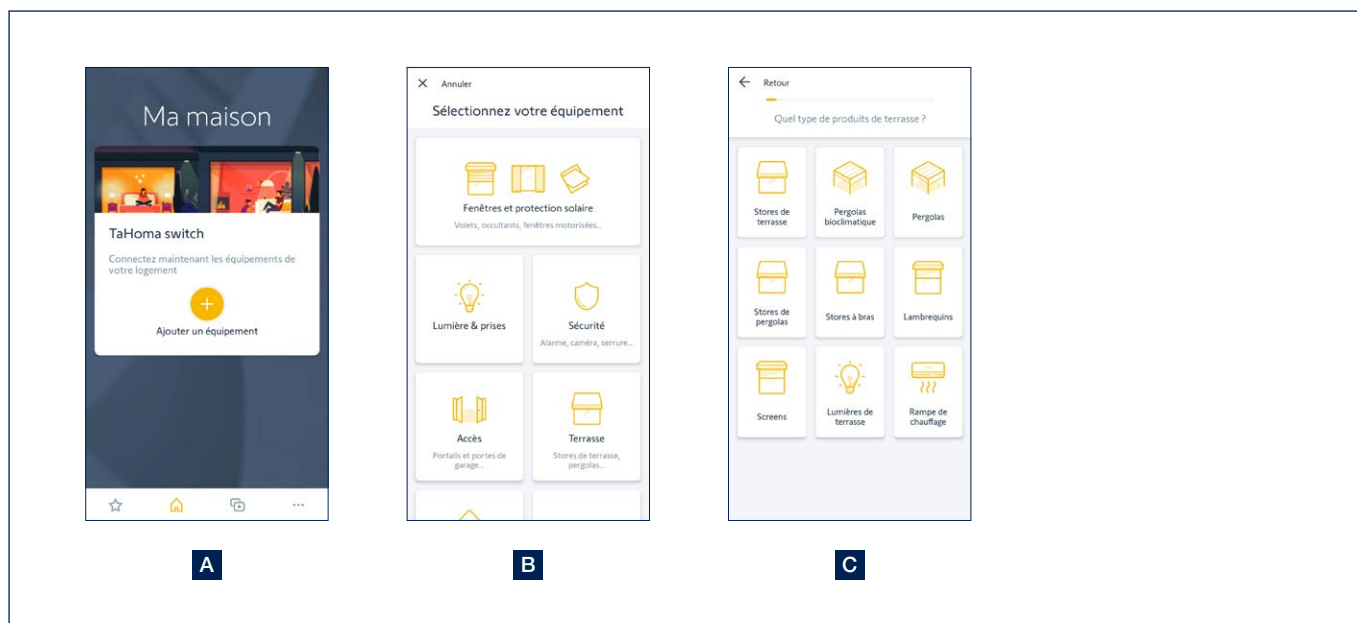 Ma maison
TaHoma switch
Connectez maintenant les équipements de
votre logement
Ajouter un équipement
A
Annuler
Sélectionnez votre équipement
Fenêtres et protection solaire
Volets, occultants, fenêtres motorisées...
Lumière & prises
Sécurité
Alarme, caméra, serrure...
Accès
Portails et portes de
garage...
Terrasse
Stores de terrasse,
pergolas...
B
Retour
Quel type de produits de terrasse ?
Stores de
terrasse
Pergolas
bioclimatique
Pergolas
Stores de
pergolas
Stores à bras
Lambrequins
Screens
Lumières de
terrasse
Rampe de
chauffage
C